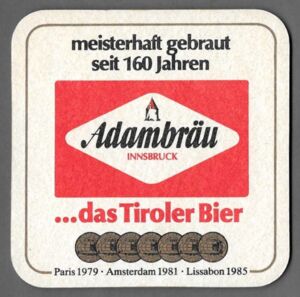 meisterhaft gebraut
seit 160 Jahren
Adambräu
INNSBRUCK
...das Tiroler Bier
Paris 1979 · Amsterdam 1981 · Lissabon 1985